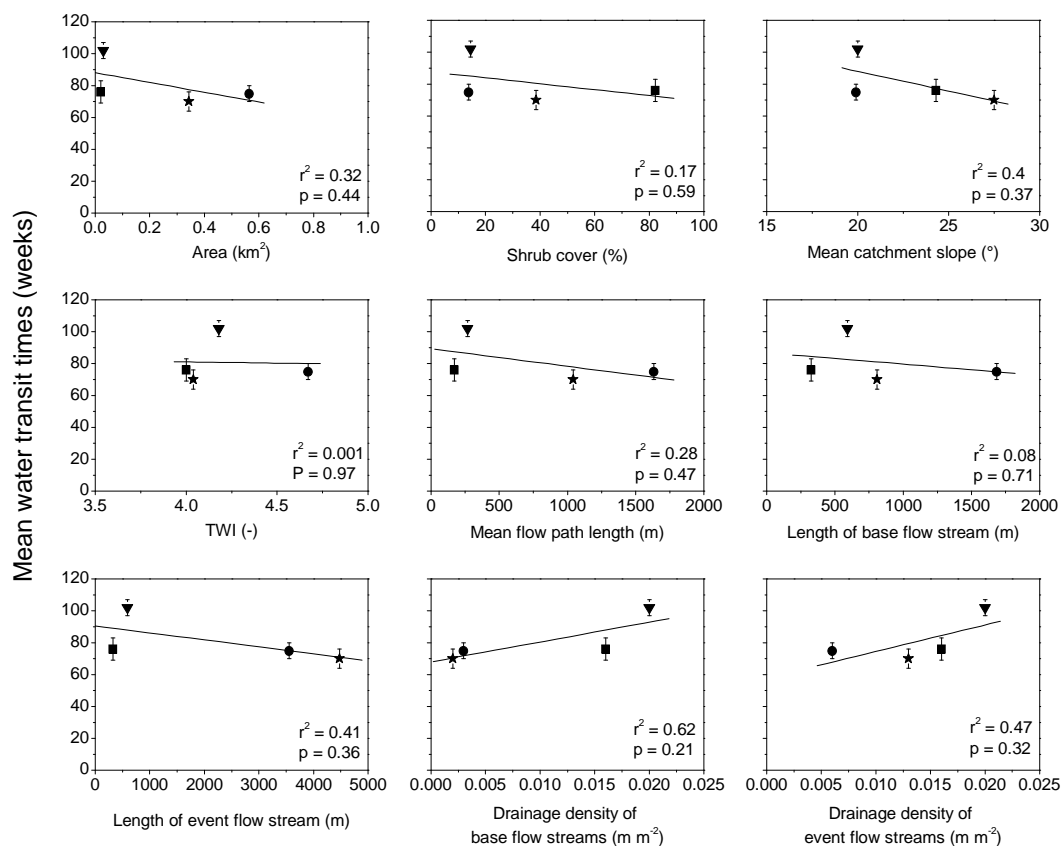 Mean water transit times (weeks)
120
100
80
60
40
20
0
r² = 0.32
p = 0.44
0.0 0.2 0.4 0.6 0.8 1.0
Area (km²)
r² = 0.17
p = 0.59
0 20 40 60 80 100
Shrub cover (%)
r² = 0.4
p = 0.37
15 20 25 30
Mean catchment slope (°)
120
100
80
60
40
20
0
r² = 0.001
P = 0.97
3.5 4.0 4.5 5.0
TWI (-)
r² = 0.28
p = 0.47
0 500 1000 1500 2000
Mean flow path length (m)
r² = 0.08
p = 0.71
0 500 1000 1500 2000
Length of base flow stream (m)
120
100
80
60
40
20
0
r² = 0.41
p = 0.36
0 1000 2000 3000 4000 5000
Length of event flow stream (m)
r² = 0.62
p = 0.21
0.000 0.005 0.010 0.015 0.020 0.025
Drainage density of
base flow streams (m m⁻²)
r² = 0.47
p = 0.32
0.000 0.005 0.010 0.015 0.020 0.025
Drainage density of
event flow streams (m m⁻²)